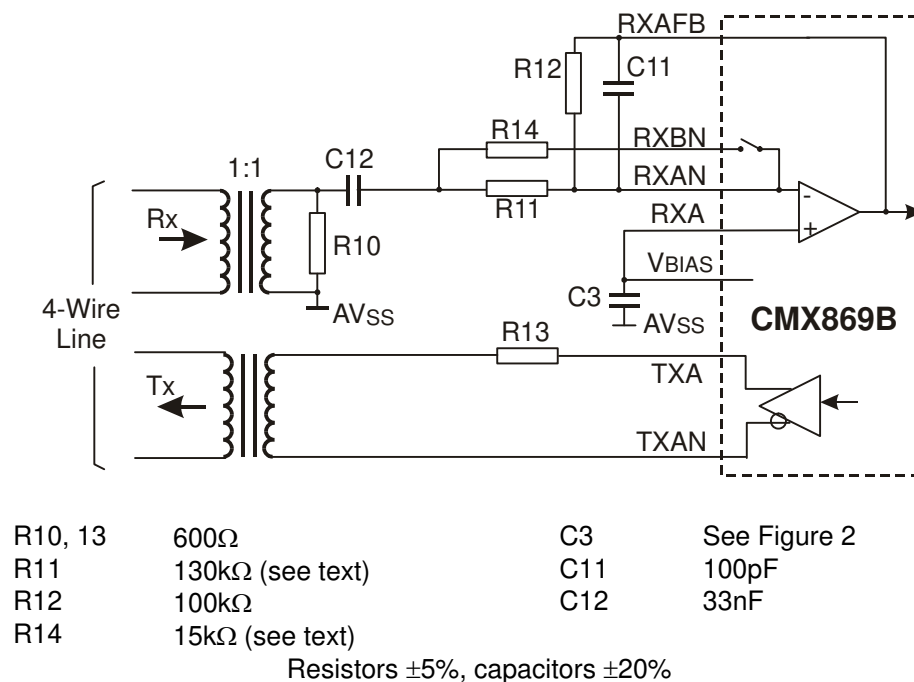 RXAFB
R12
C11
R14
RXBN
1:1
C12
RXAN
R11
-
Rx
RXA
+
R10
VBIAS
4-Wire
Line
C3
AVSS
AVSS
CMX869B
R13
Tx
TXA
TXAN
R10, 13 600Ω C3 See Figure 2
R11 130kΩ (see text) C11 100pF
R12 100kΩ C12 33nF
R14 15kΩ (see text)
Resistors ±5%, capacitors ±20%